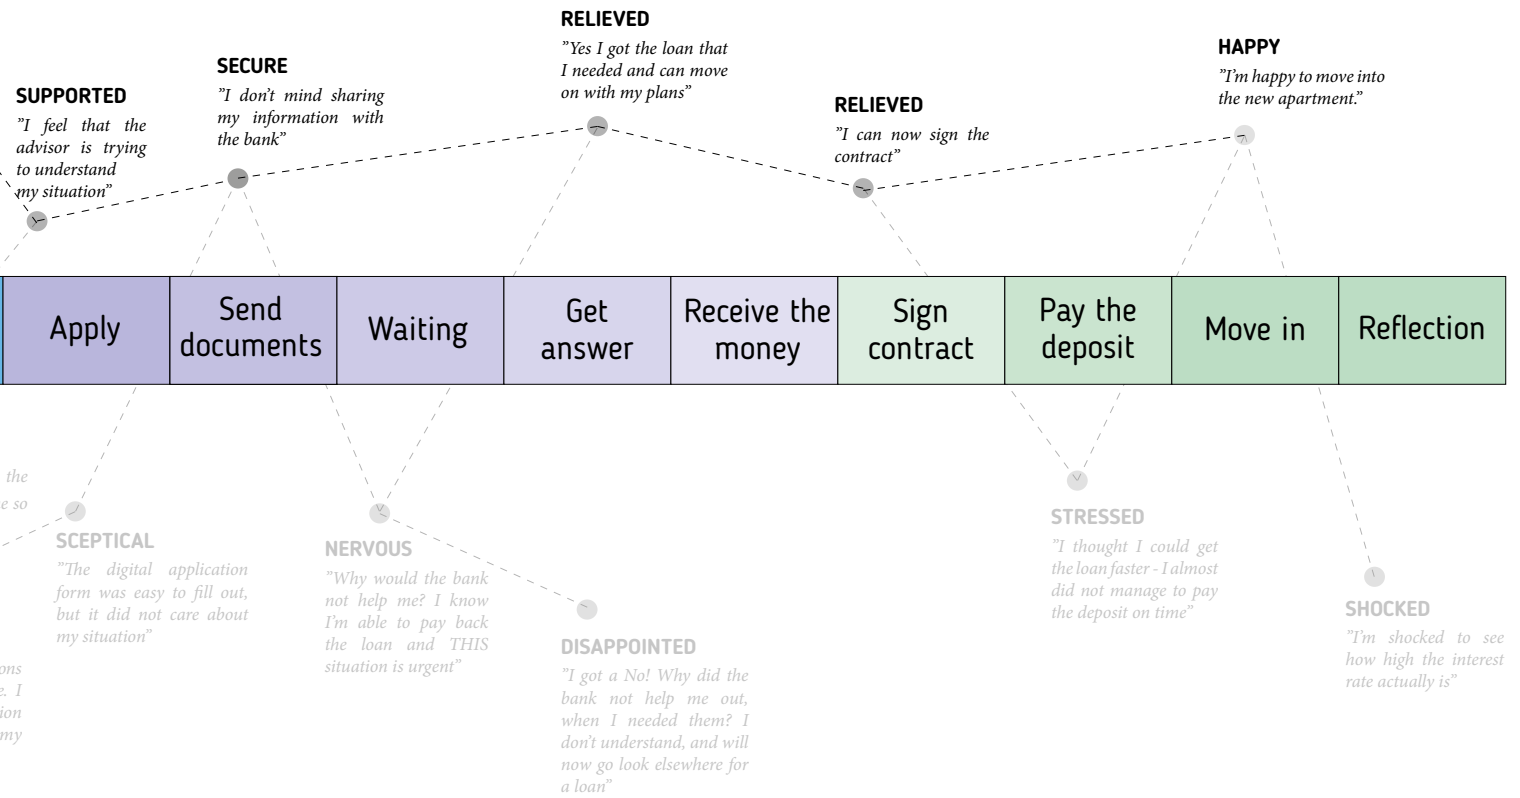 RELIEVED
”Yes I got the loan that
I needed and can move
on with my plans”
HAPPY
”I’m happy to move into
the new apartment.”
SECURE
”I don’t mind sharing
my information with
the bank”
SUPPORTED
”I feel that the
advisor is trying
to understand
my situation”
RELIEVED
”I can now sign the
contract”
Apply
Send
documents
Waiting
Get
answer
Receive the
money
Sign
contract
Pay the
deposit
Move in
Reflection
the
e so
ons
e. I
ion
my
SCEPTICAL
”The digital application
form was easy to fill out,
but it did not care about
my situation”
NERVOUS
”Why would the bank
not help me? I know
I’m able to pay back
the loan and THIS
situation is urgent”
DISAPPOINTED
”I got a No! Why did the
bank not help me out,
when I needed them? I
don’t understand, and will
now go look elsewhere for
a loan”
STRESSED
”I thought I could get
the loan faster - I almost
did not manage to pay
the deposit on time”
SHOCKED
”I’m shocked to see
how high the interest
rate actually is”